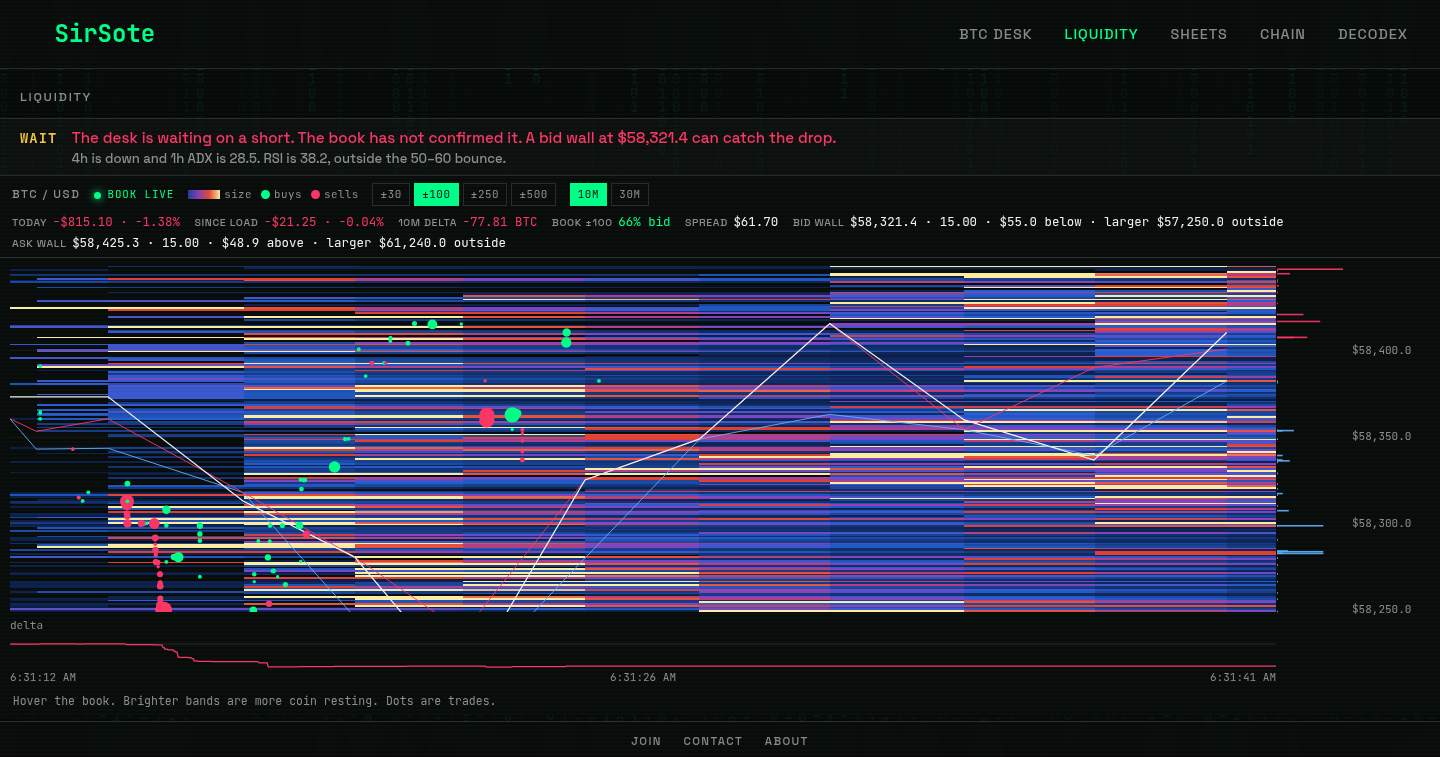 SirSote
BTC DESK LIQUIDITY SHEETS CHAIN DECODEX
LIQUIDITY
WAIT The desk is waiting on a short. The book has not confirmed it. A bid wall at $58,321.4 can catch the drop.
4h is down and 1h ADX is 28.5. RSI is 38.2, outside the 50–60 bounce.
BTC / USD BOOK LIVE size buys sells ±30 ±100 ±250 ±500 10M 30M
TODAY -$815.10 · -1.38% SINCE LOAD -$21.25 · -0.04% 10M DELTA -77.81 BTC BOOK ±100 66% bid SPREAD $61.70 BID WALL $58,321.4 · 15.00 · $55.0 below · larger $57,250.0 outside
ASK WALL $58,425.3 · 15.00 · $48.9 above · larger $61,240.0 outside
$58,400.0
$58,350.0
$58,300.0
$58,250.0
delta
6:31:12 AM 6:31:26 AM 6:31:41 AM
Hover the book. Brighter bands are more coin resting. Dots are trades.
JOIN CONTACT ABOUT